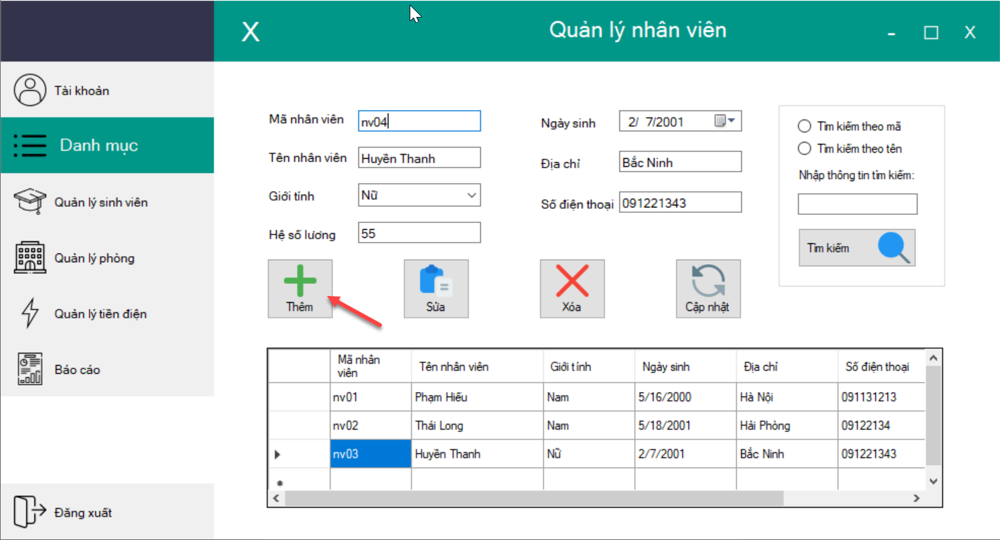 X
Quản lý nhân viên
- □ X
Tài khoản
Danh mục
Quản lý sinh viên
Quản lý phòng
Quản lý tiền điện
Báo cáo
Đăng xuất
Mã nhân viên nv04
Tên nhân viên Huyền Thanh
Giới tính Nữ
Hệ số lương 55
Ngày sinh 2/ 7/2001
Địa chỉ Bắc Ninh
Số điện thoại 091221343
Tìm kiếm theo mã
Tìm kiếm theo tên
Nhập thông tin tìm kiếm:
Tìm kiếm
Thêm
Sửa
Xóa
Cập nhật
Mã nhân
viên
Tên nhân viên Giới tính Ngày sinh Địa chỉ Số điện thoại
nv01 Phạm Hiếu Nam 5/16/2000 Hà Nội 091131213
nv02 Thái Long Nam 5/18/2001 Hải Phòng 09122134
nv03 Huyền Thanh Nữ 2/7/2001 Bắc Ninh 091221343